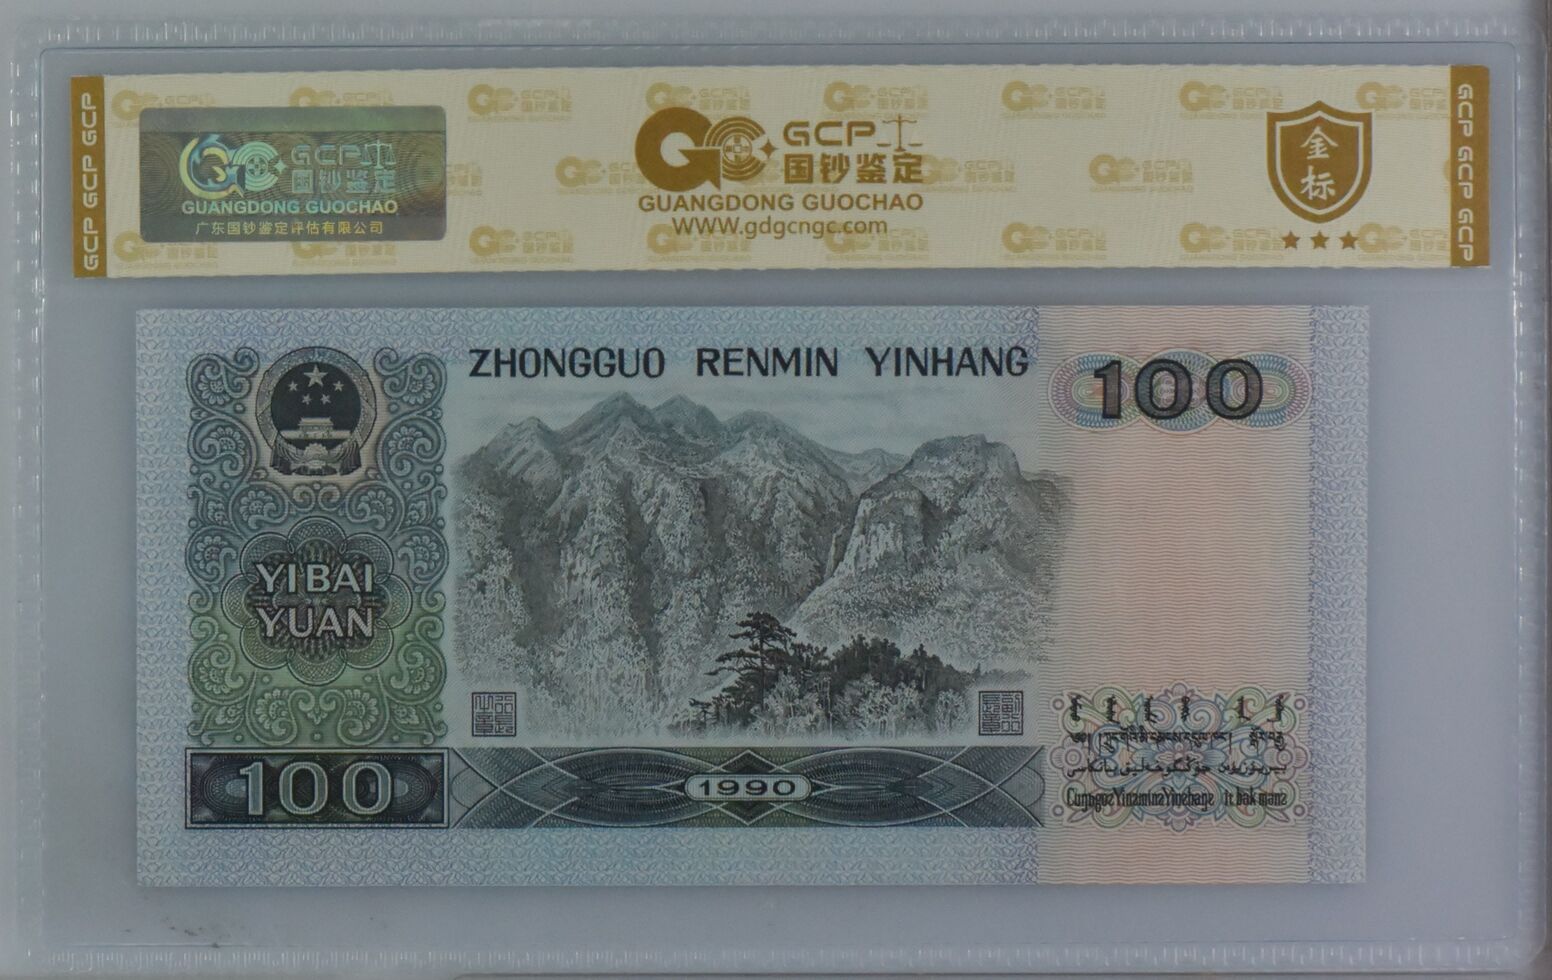 GCP GCP GCP
GCP
国钞鉴定
GUANGDONG GUOCHAO
广东国钞鉴定评估有限公司
GCP
国钞鉴定
GUANGDONG GUOCHAO
WWW.gdgcngc.com
金标
GCP GCP GCP
ZHONGGUO RENMIN YINHANG
100
YIBAI
YUAN
100
1990